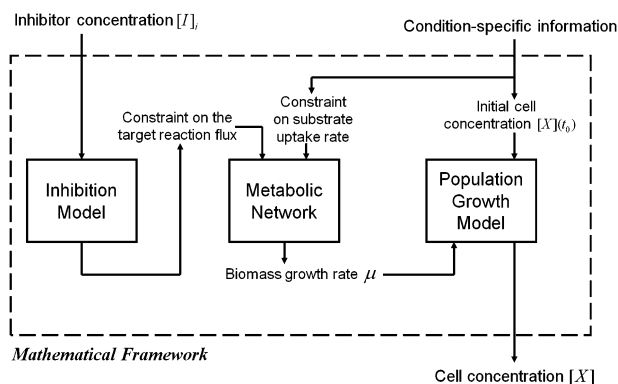 Inhibitor concentration [I]i
Condition-specific information
Constraint on the
target reaction flux
Constraint
on substrate
uptake rate
Initial cell
concentration [X](t0)
Inhibition
Model
Metabolic
Network
Population
Growth
Model
Biomass growth rate μ
Mathematical Framework
Cell concentration [X]